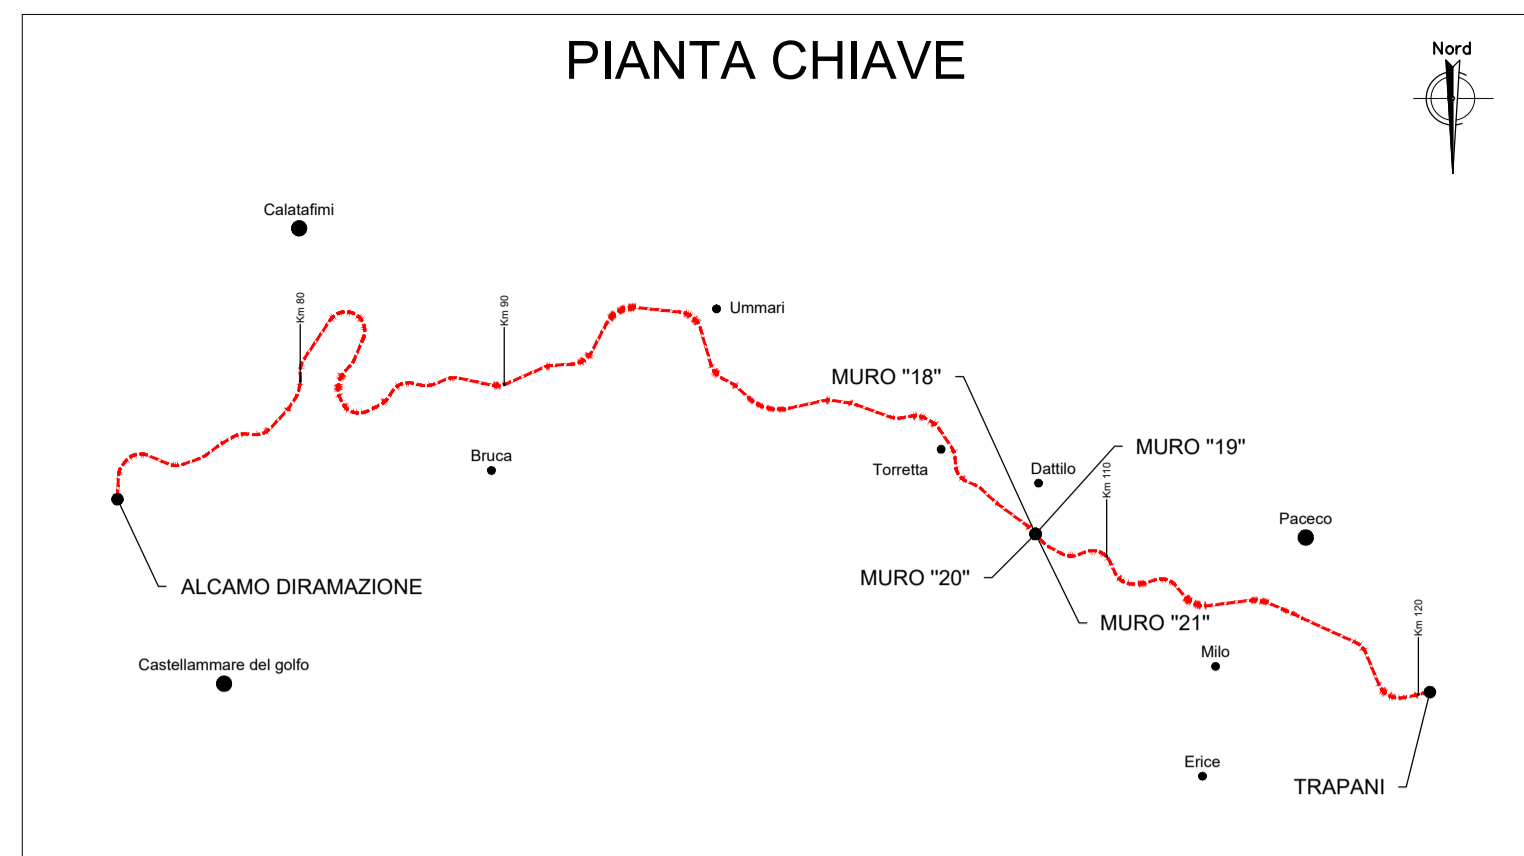 PIANTA CHIAVE
Nord
Calatafimi
Km 80
Km 90
Ummari
MURO "18"
MURO "19"
Bruca
Torretta
Dattilo
Km 110
Paceco
ALCAMO DIRAMAZIONE
MURO "20"
MURO "21"
Km 120
Castellammare del golfo
Milo
Erice
TRAPANI